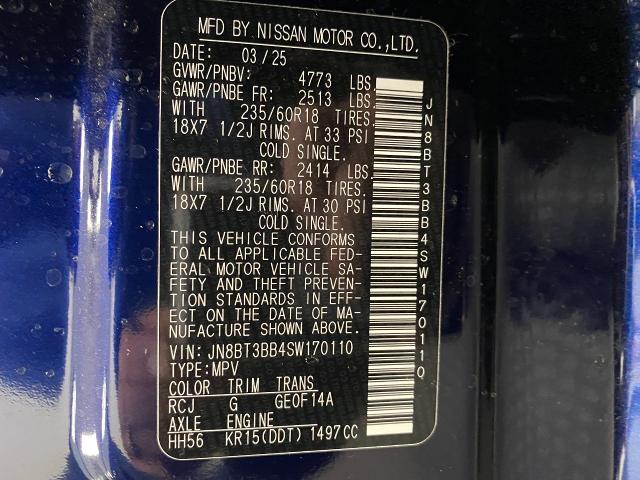 MFD BY NISSAN MOTOR CO.,LTD.
DATE: 03/25
GVWR/PNBV: 4773 LBS.
GAWR/PNBE FR: 2513 LBS.
WITH 235/60R18 TIRES.
18X7 1/2J RIMS. AT 33 PSI
COLD SINGLE.
GAWR/PNBE RR: 2414 LBS.
WITH 235/60R18 TIRES.
18X7 1/2J RIMS. AT 30 PSI
COLD SINGLE.
THIS VEHICLE CONFORMS
TO ALL APPLICABLE FED-
ERAL MOTOR VEHICLE SA-
FETY AND THEFT PREVENTION
STANDARDS IN EFF-
ECT ON THE DATE OF MA-
NUFACTURE SHOWN ABOVE.
VIN: JN8BT3BB4SW170110
TYPE:MPV
COLOR TRIM TRANS
RCJ G GE0F14A
AXLE ENGINE
HH56 KR15(DDT) 1497CC
JN8BT3BB4SW170110